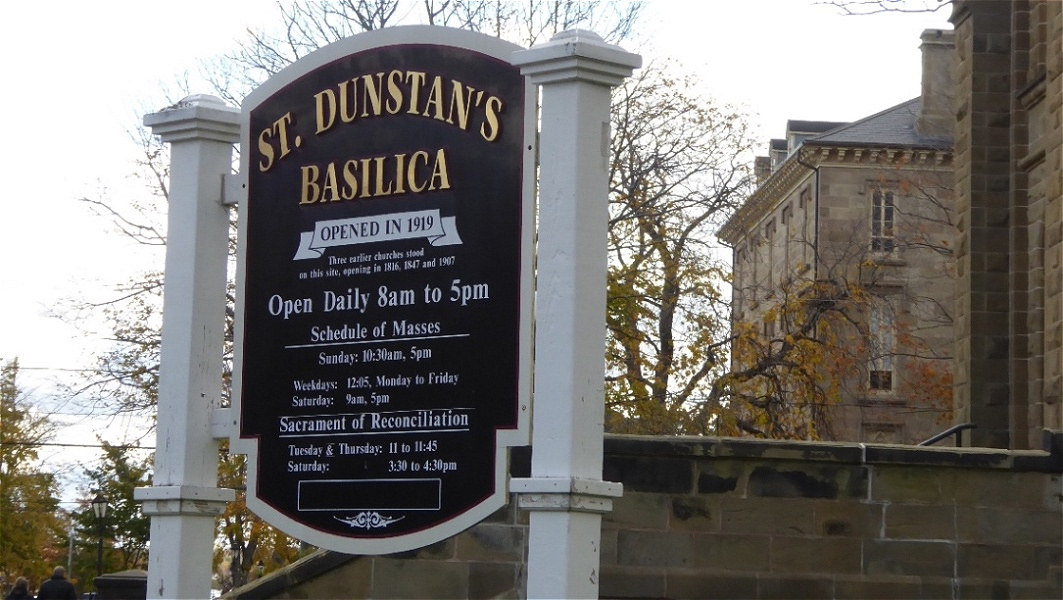 ST. DUNSTAN'S
BASILICA
OPENED IN 1919
Three earlier churches stood
on this site, opening in 1816, 1847 and 1907
Open Daily 8am to 5pm
Schedule of Masses
Sunday: 10:30am, 5pm
Weekdays: 12:05, Monday to Friday
Saturday: 9am, 5pm
Sacrament of Reconciliation
Tuesday & Thursday: 11 to 11:45
Saturday: 3:30 to 4:30pm